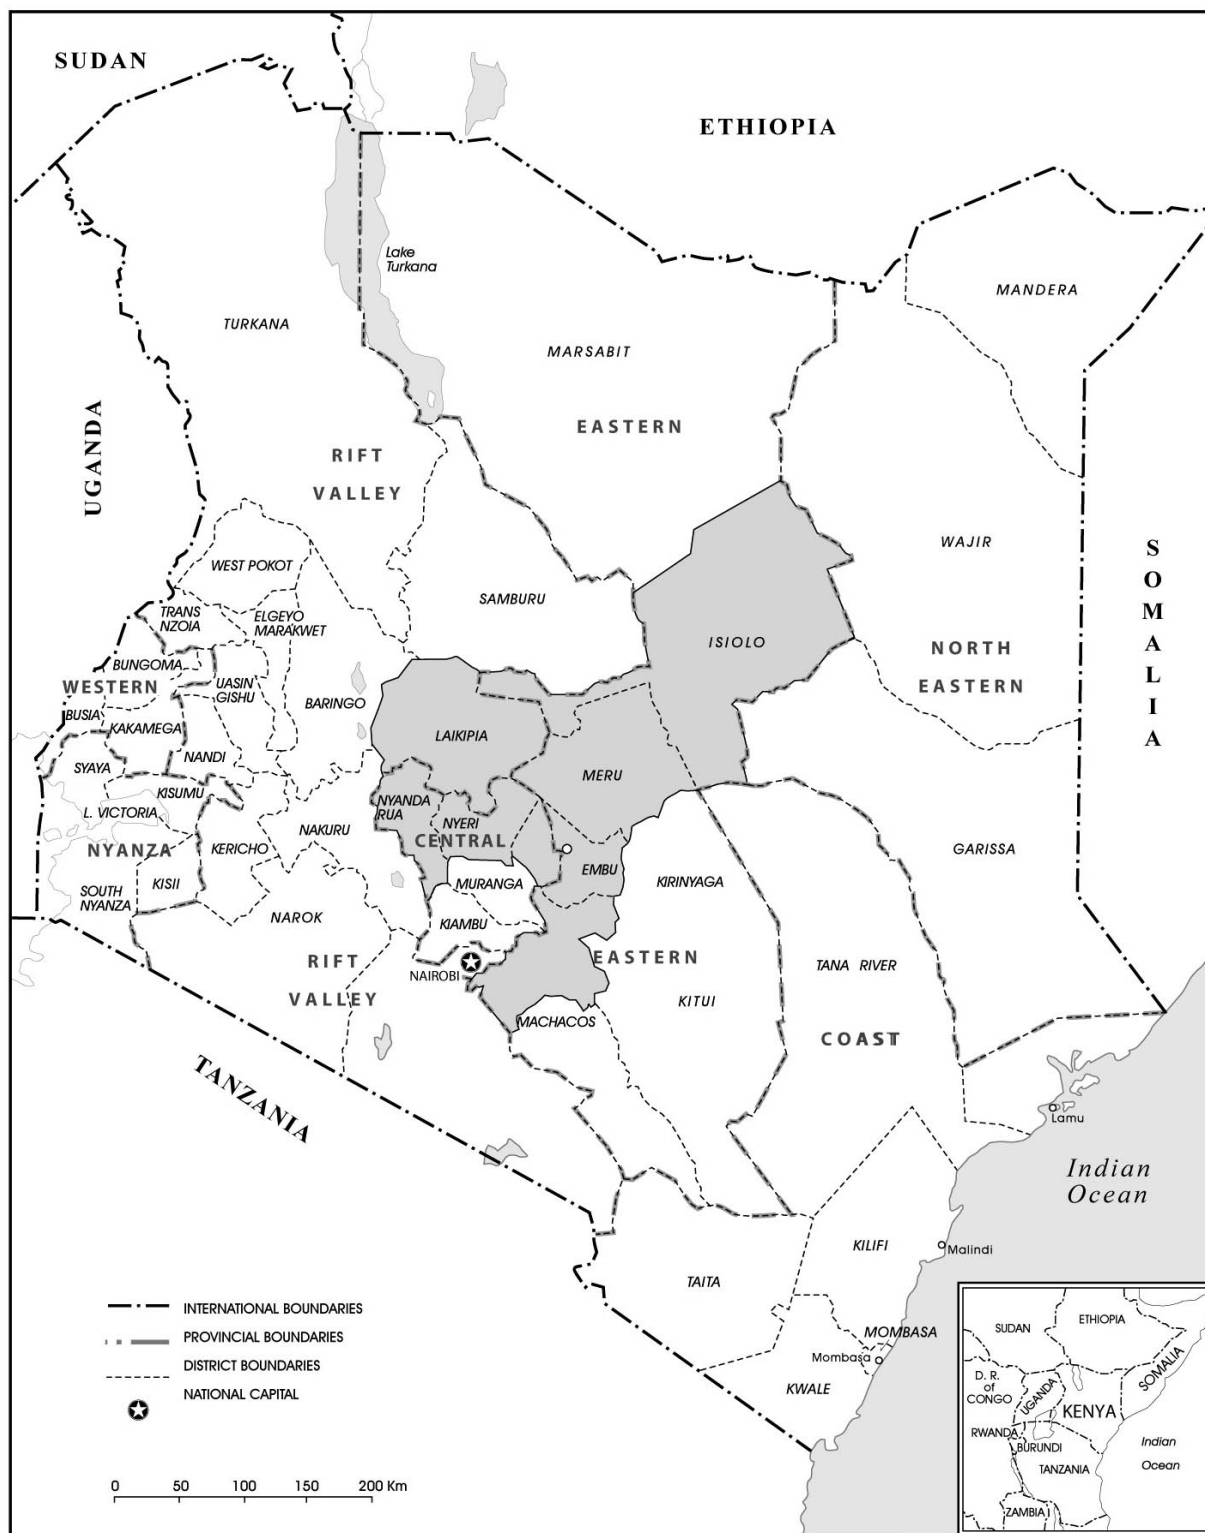 SUDAN
ETHIOPIA
Lake
Turkana
MANDERA
TURKANA
MARSABIT
EASTERN
UGANDA
RIFT
VALLEY
WAJIR
SOMALIA
WEST POKOT
SAMBURU
TRANS
NZOIA
ELGEYO
MARAKWET
ISIOLO
NORTH
EASTERN
BUNGOMA
WESTERN
UASIN
GISHU
BARINGO
BUSIA
KAKAMEGA
LAIKIPIA
NANDI
SYAYA
MERU
KISUMU
NYANDA
RUA
L. VICTORIA
NYERI
NAKURU
CENTRAL
NYANZA
KERICHO
GARISSA
EMBU
KISII
MURANGA
KIRINYAGA
SOUTH
NYANZA
NAROK
KIAMBU
RIFT
VALLEY
EASTERN
NAIROBI
TANA RIVER
KITUI
MACHACOS
COAST
TANZANIA
Lamu
Indian
Ocean
KILIFI
Malindi
TAITA
MOMBASA
Mombasa
KWALE
INTERNATIONAL BOUNDARIES
PROVINCIAL BOUNDARIES
DISTRICT BOUNDARIES
NATIONAL CAPITAL
0 50 100 150 200 Km
ETHIOPIA
SUDAN
SOMALIA
D. R.
of
CONGO
UGANDA
KENYA
RWANDA
BURUNDI
Indian
Ocean
TANZANIA
ZAMBIA